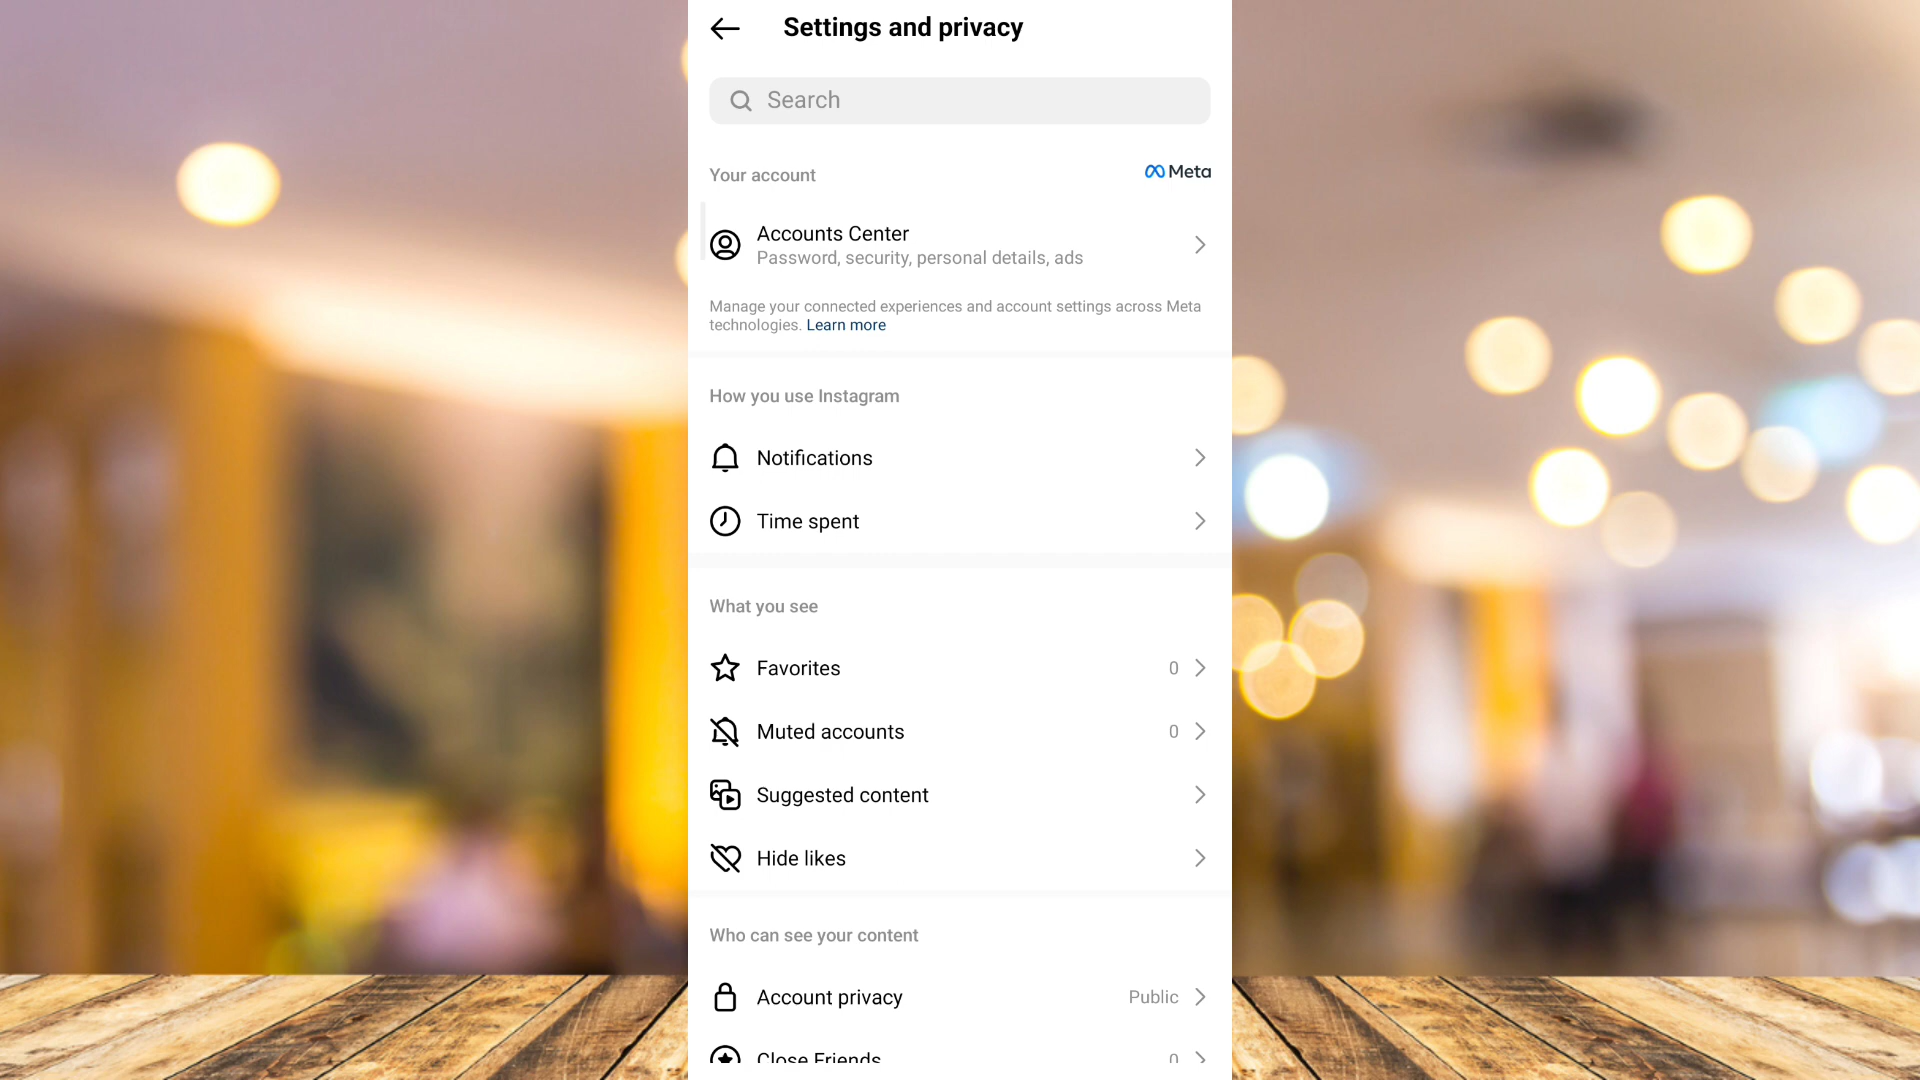 Settings and privacy
Search
Your account
Meta
Accounts Center
Password, security, personal details, ads
Manage your connected experiences and account settings across Meta
technologies. Learn more
How you use Instagram
Notifications
Time spent
What you see
Favorites 0
Muted accounts 0
Suggested content
Hide likes
Who can see your content
Account privacy Public
Close Friends 0